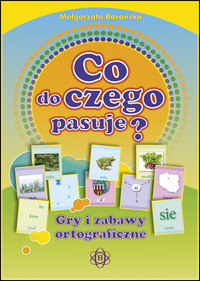 Małgorzata Barańska
Co
do czego
pasuje?
sie
Gry i zabawy
ortograficzne
H